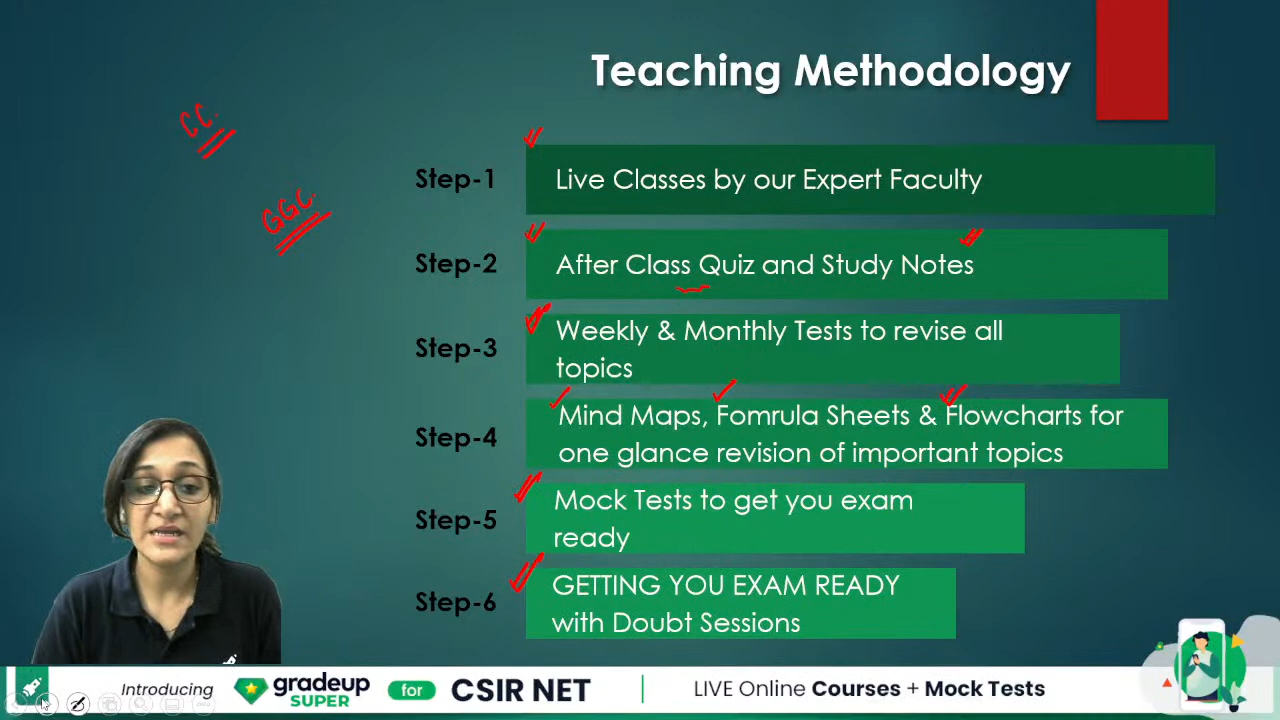 Teaching Methodology
CC.
GGC.
Step-1
Live Classes by our Expert Faculty
Step-2
After Class Quiz and Study Notes
Step-3
Weekly & Monthly Tests to revise all
topics
Step-4
Mind Maps, Fomrula Sheets & Flowcharts for
one glance revision of important topics
Step-5
Mock Tests to get you exam
ready
Step-6
GETTING YOU EXAM READY
with Doubt Sessions
Introducing gradeup SUPER for CSIR NET LIVE Online Courses + Mock Tests